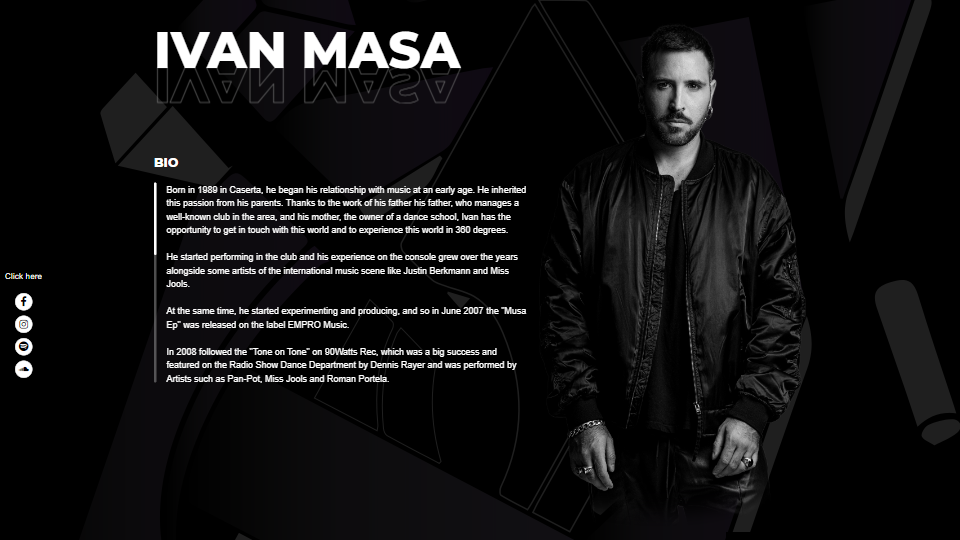 IVAN MASA
IVAN MASA
BIO
Born in 1989 in Caserta, he began his relationship with music at an early age. He inherited
this passion from his parents. Thanks to the work of his father his father, who manages a
well-known club in the area, and his mother, the owner of a dance school, Ivan has the
opportunity to get in touch with this world and to experience this world in 360 degrees.
He started performing in the club and his experience on the console grew over the years
alongside some artists of the international music scene like Justin Berkmann and Miss
Jools.
At the same time, he started experimenting and producing, and so in June 2007 the "Musa
Ep" was released on the label EMPRO Music.
In 2008 followed the "Tone on Tone" on 90Watts Rec, which was a big success and
featured on the Radio Show Dance Department by Dennis Rayer and was performed by
Artists such as Pan-Pot, Miss Jools and Roman Portela.
Click here